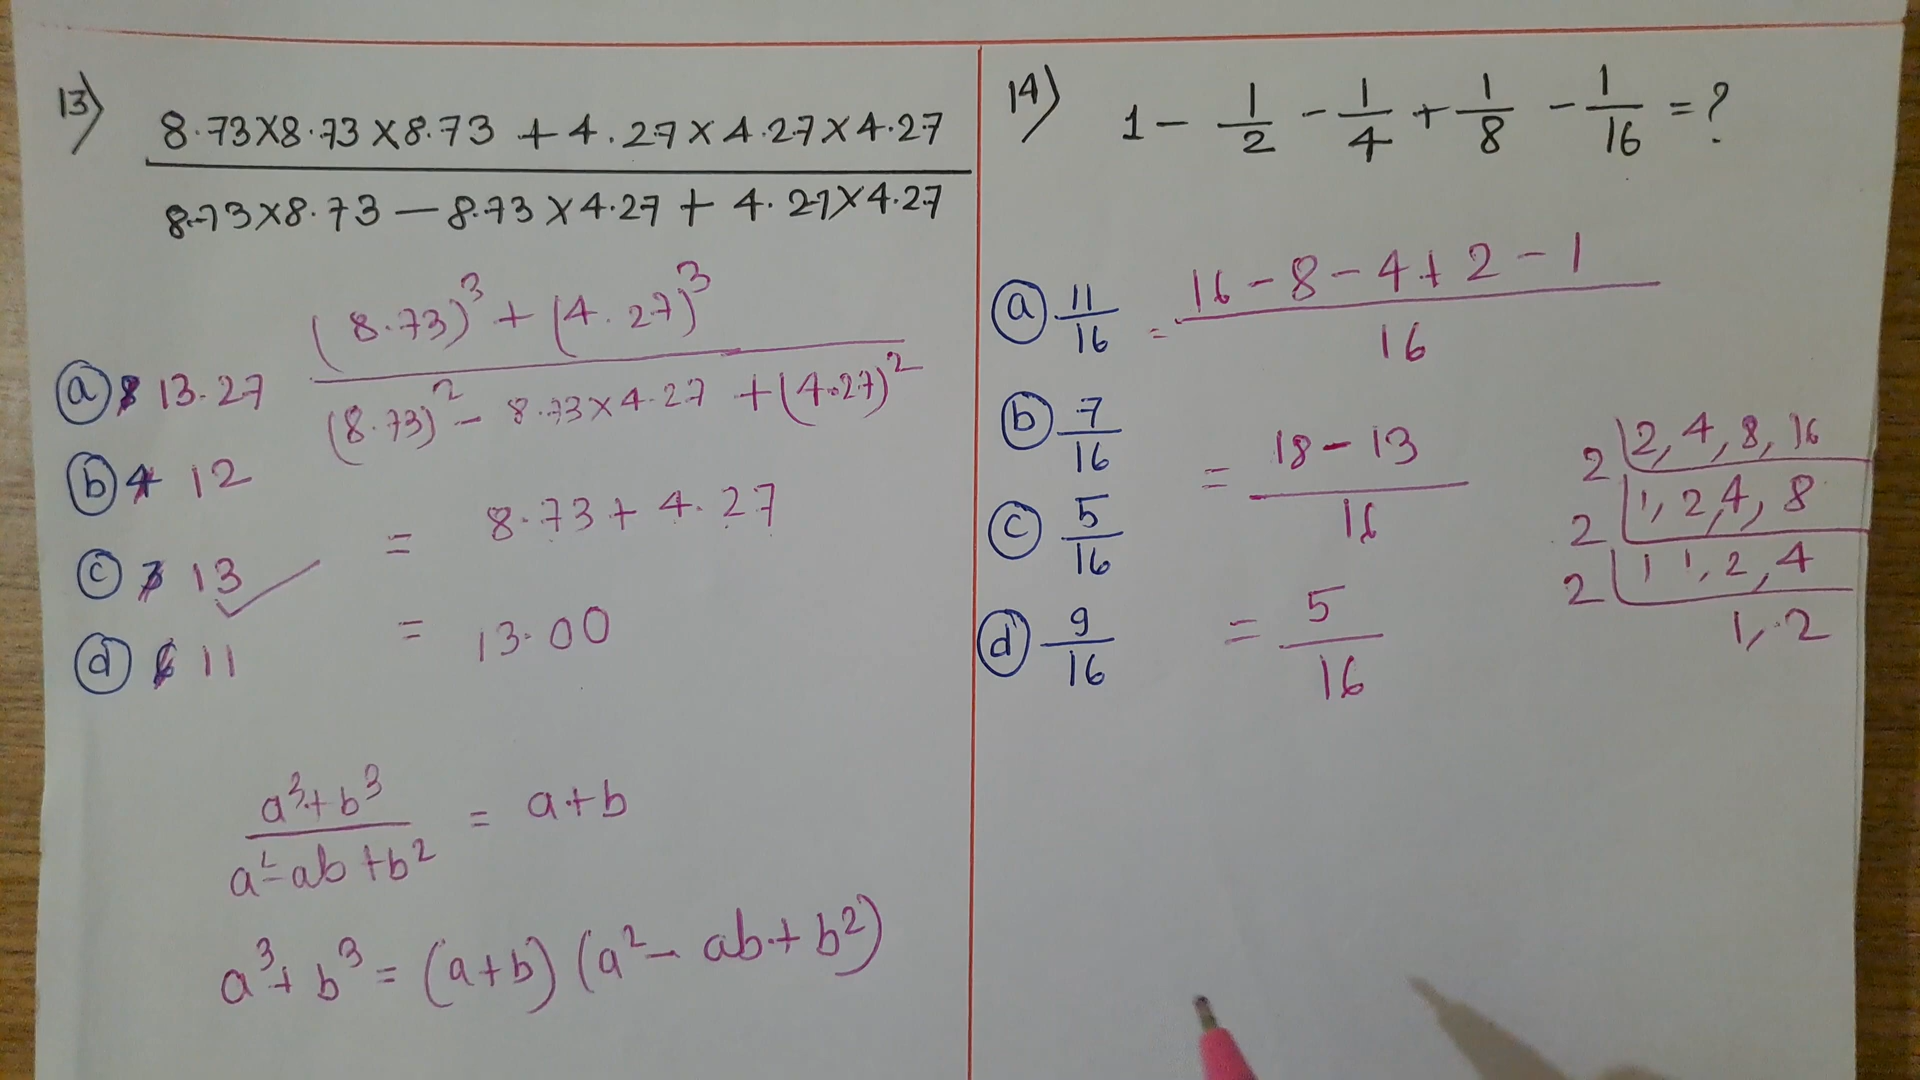 13)
8.73×8.73×8.73 + 4.27×4.27×4.27
8.73×8.73 – 8.73×4.27 + 4.27×4.27
(8.73)³ + (4.27)³
(8.73)² – 8.73×4.27 + (4.27)²
ⓐ 13.27
ⓑ 12
= 8.73 + 4.27
ⓒ 13 ✓
= 13.00
ⓓ 11
a³+b³
a²–ab+b²
= a+b
a³+b³ = (a+b) (a²–ab+b²)
14) 1 – 1/2 – 1/4 + 1/8 – 1/16 = ?
ⓐ 11/16
ⓑ 7/16
ⓒ 5/16
ⓓ 9/16
= 16–8–4+2–1
16
= 18–13
16
= 5
16
2 | 2, 4, 8, 16
2 | 1, 2, 4, 8
2 | 1 1, 2, 4
1, 2